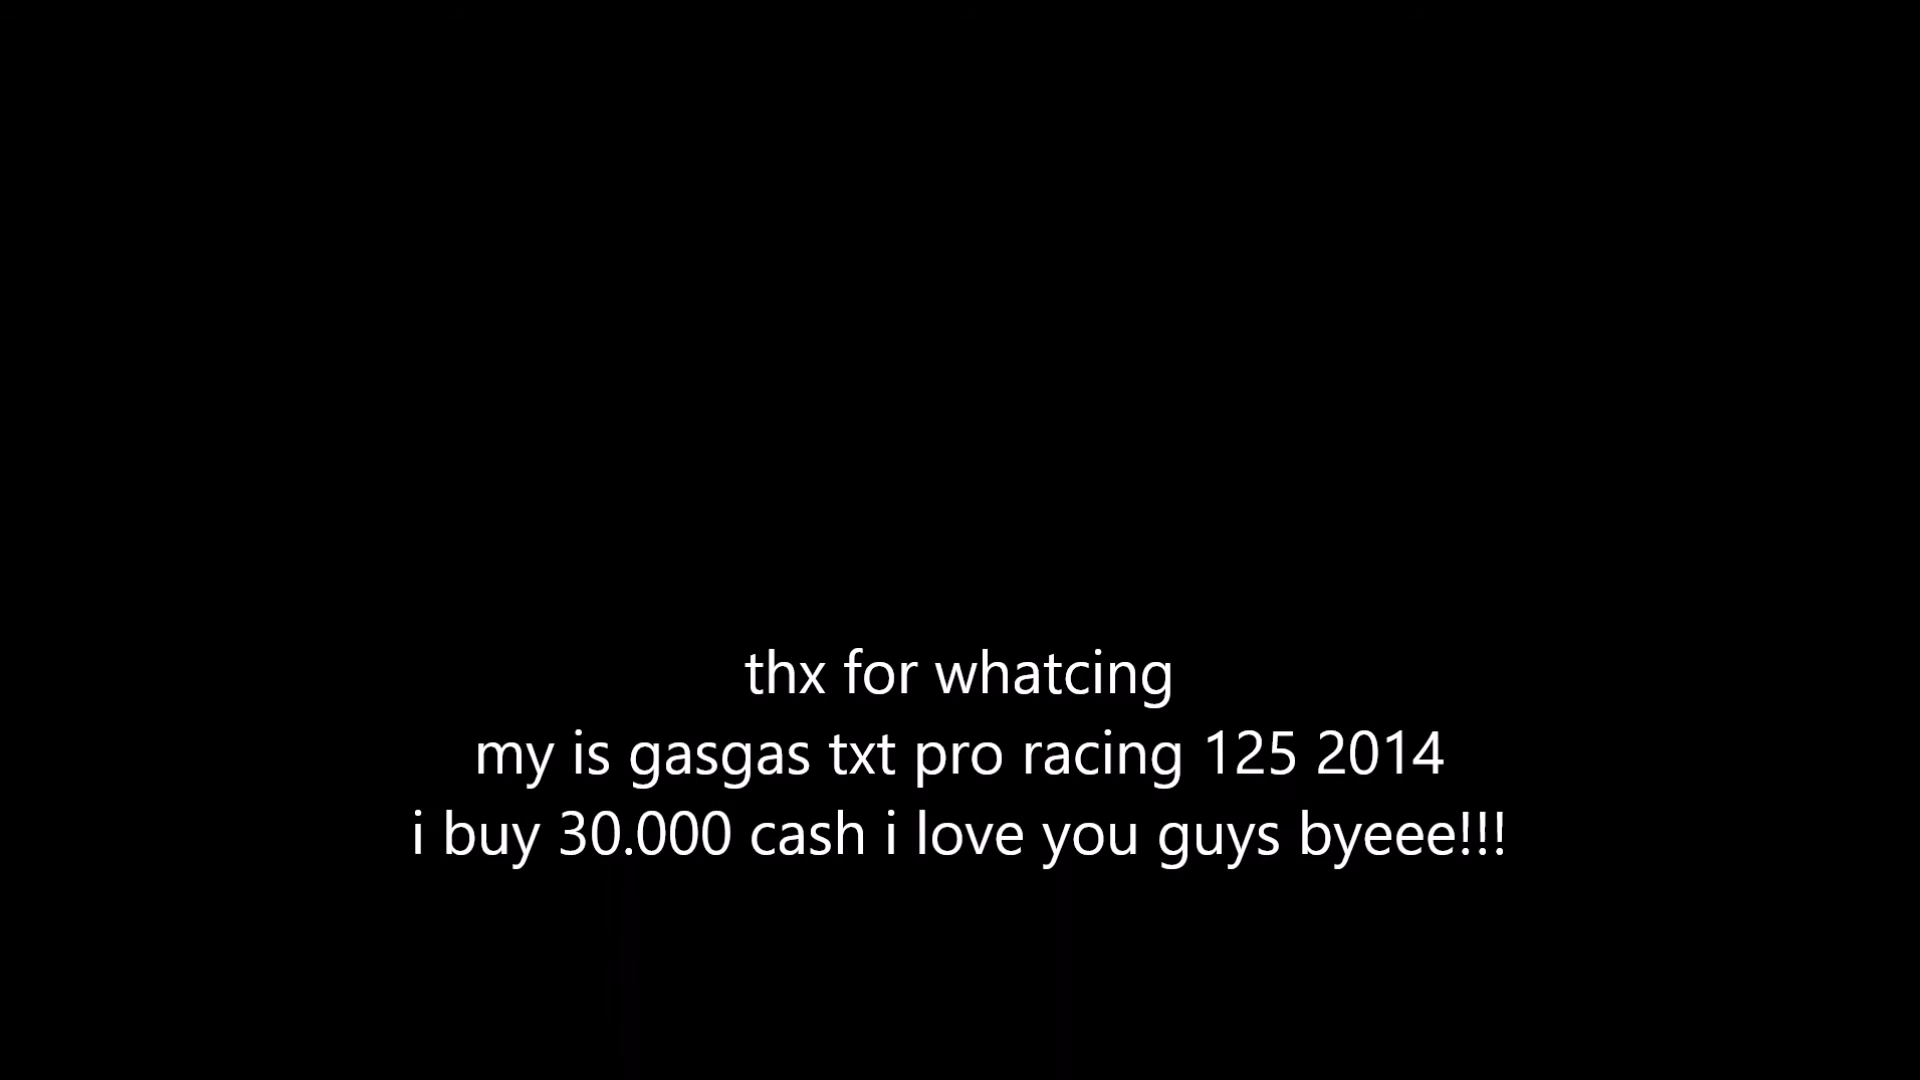 thx for whatcing
my is gasgas txt pro racing 125 2014
i buy 30.000 cash i love you guys byeee!!!